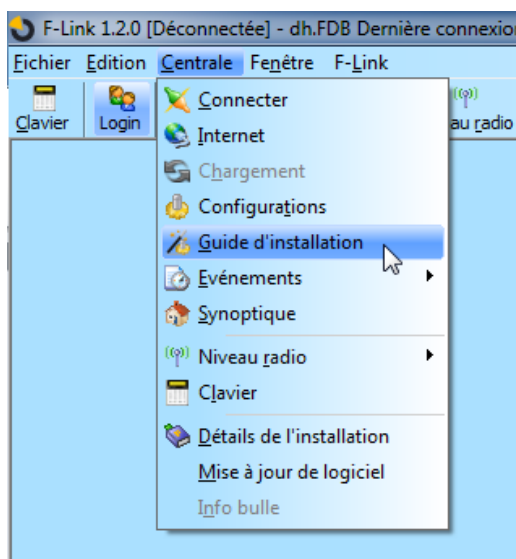 F-Link 1.2.0 [Déconnectée] - dh.FDB Dernière connexion
Fichier Edition Centrale Fenêtre F-Link
Clavier Login au radio
Connecter
Internet
Chargement
Configurations
Guide d'installation
Evénements
Synoptique
Niveau radio
Clavier
Détails de l'installation
Mise à jour de logiciel
Info bulle